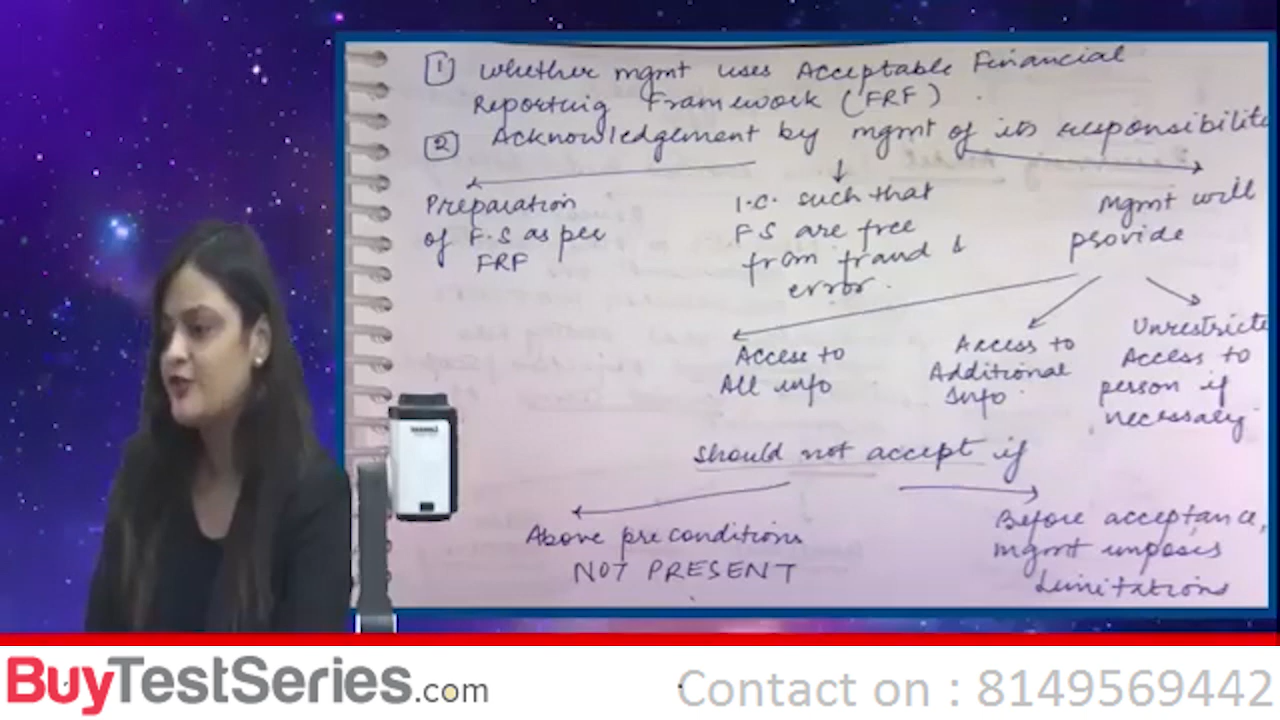 1 Whether mgmt uses Acceptable Financial
Reporting Framework (FRF).
2 Acknowledgement by mgmt of its responsibilit
Preparation
of F.S as per
FRF
I.C. such that
F S are free
from fraud &
error.
Mgmt will
provide
Access to
All info
Access to
Additional
Info
Unrestricte
Access to
person if
necessary
Should not accept if
Above pre conditions
NOT PRESENT
Before acceptance,
mgmt imposes
limitations
BuyTestSeries.com
Contact on : 8149569442